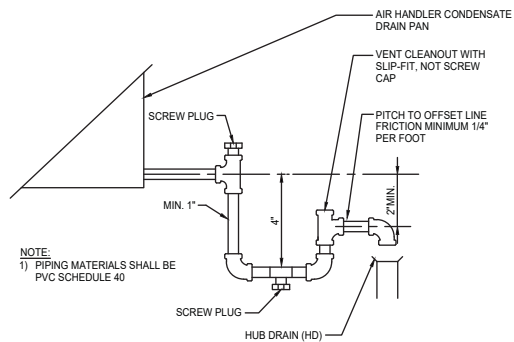 AIR HANDLER CONDENSATE
DRAIN PAN
VENT CLEANOUT WITH
SLIP-FIT, NOT SCREW
CAP
SCREW PLUG
PITCH TO OFFSET LINE
FRICTION MINIMUM 1/4"
PER FOOT
MIN. 1"
4"
2"MIN.
NOTE:
1) PIPING MATERIALS SHALL BE
PVC SCHEDULE 40
SCREW PLUG
HUB DRAIN (HD)